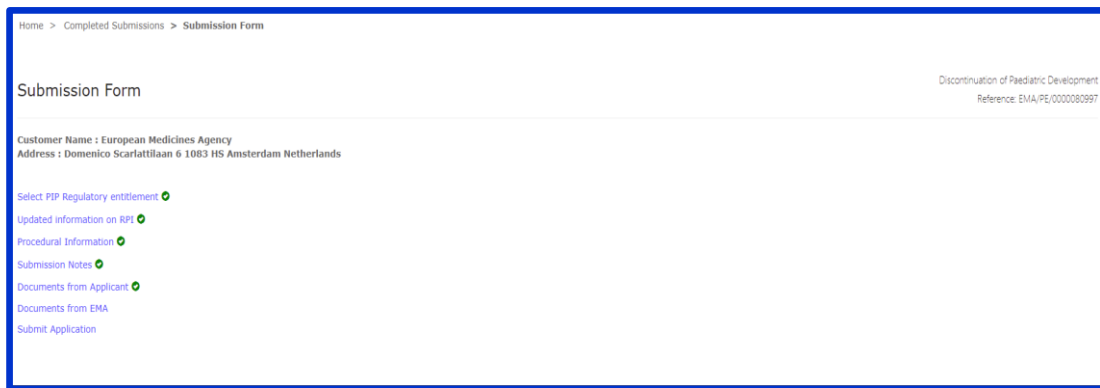 Home > Completed Submissions > Submission Form
Submission Form
Discontinuation of Paediatric Development
Reference: EMA/PE/0000080997
Customer Name : European Medicines Agency
Address : Domenico Scarlattilaan 6 1083 HS Amsterdam Netherlands
Select PIP Regulatory entitlement
Updated information on RPI
Procedural Information
Submission Notes
Documents from Applicant
Documents from EMA
Submit Application